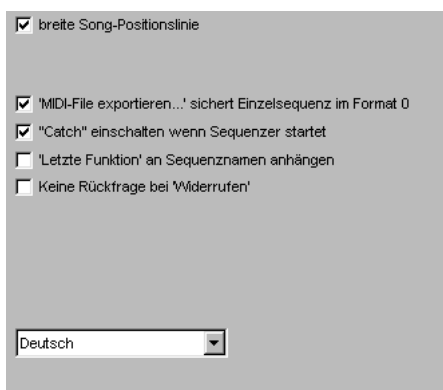 breite Song-Positionslinie
'MIDI-File exportieren...' sichert Einzelsequenz im Format 0
"Catch" einschalten wenn Sequenzer startet
'Letzte Funktion' an Sequenznamen anhängen
Keine Rückfrage bei 'Widerrufen'
Deutsch